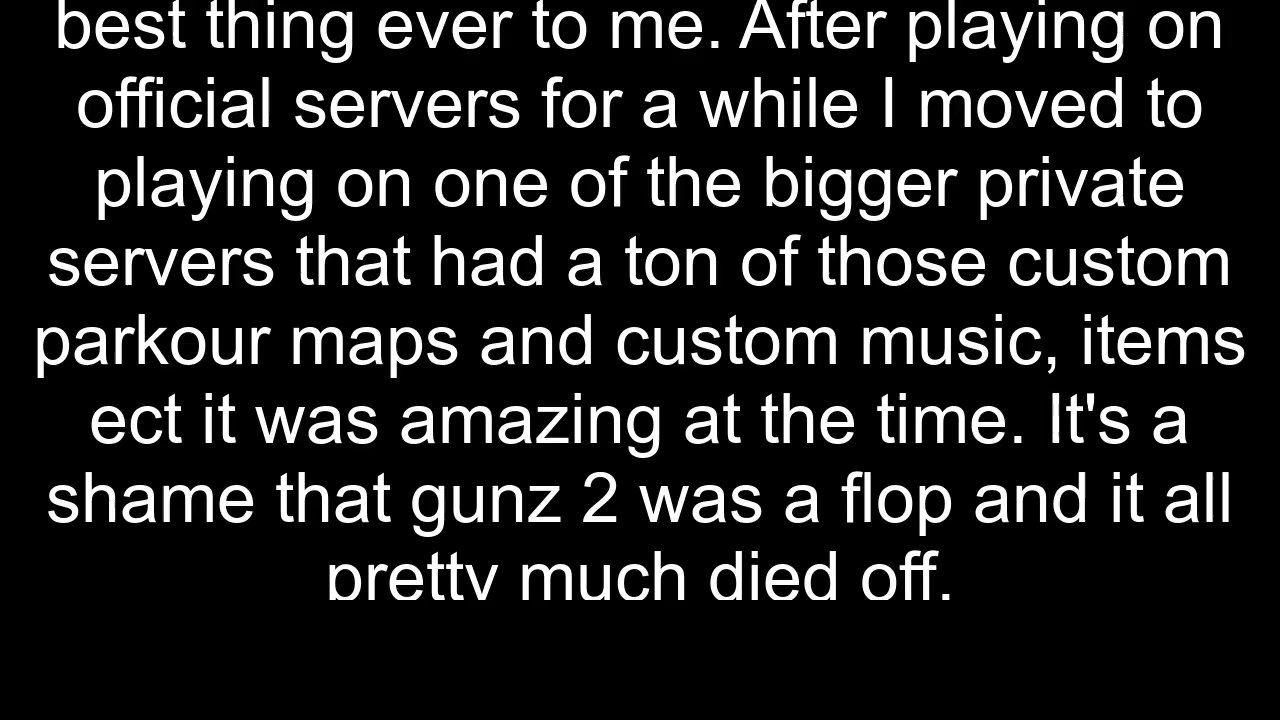 best thing ever to me. After playing on
official servers for a while I moved to
playing on one of the bigger private
servers that had a ton of those custom
parkour maps and custom music, items
ect it was amazing at the time. It's a
shame that gunz 2 was a flop and it all
pretty much died off.